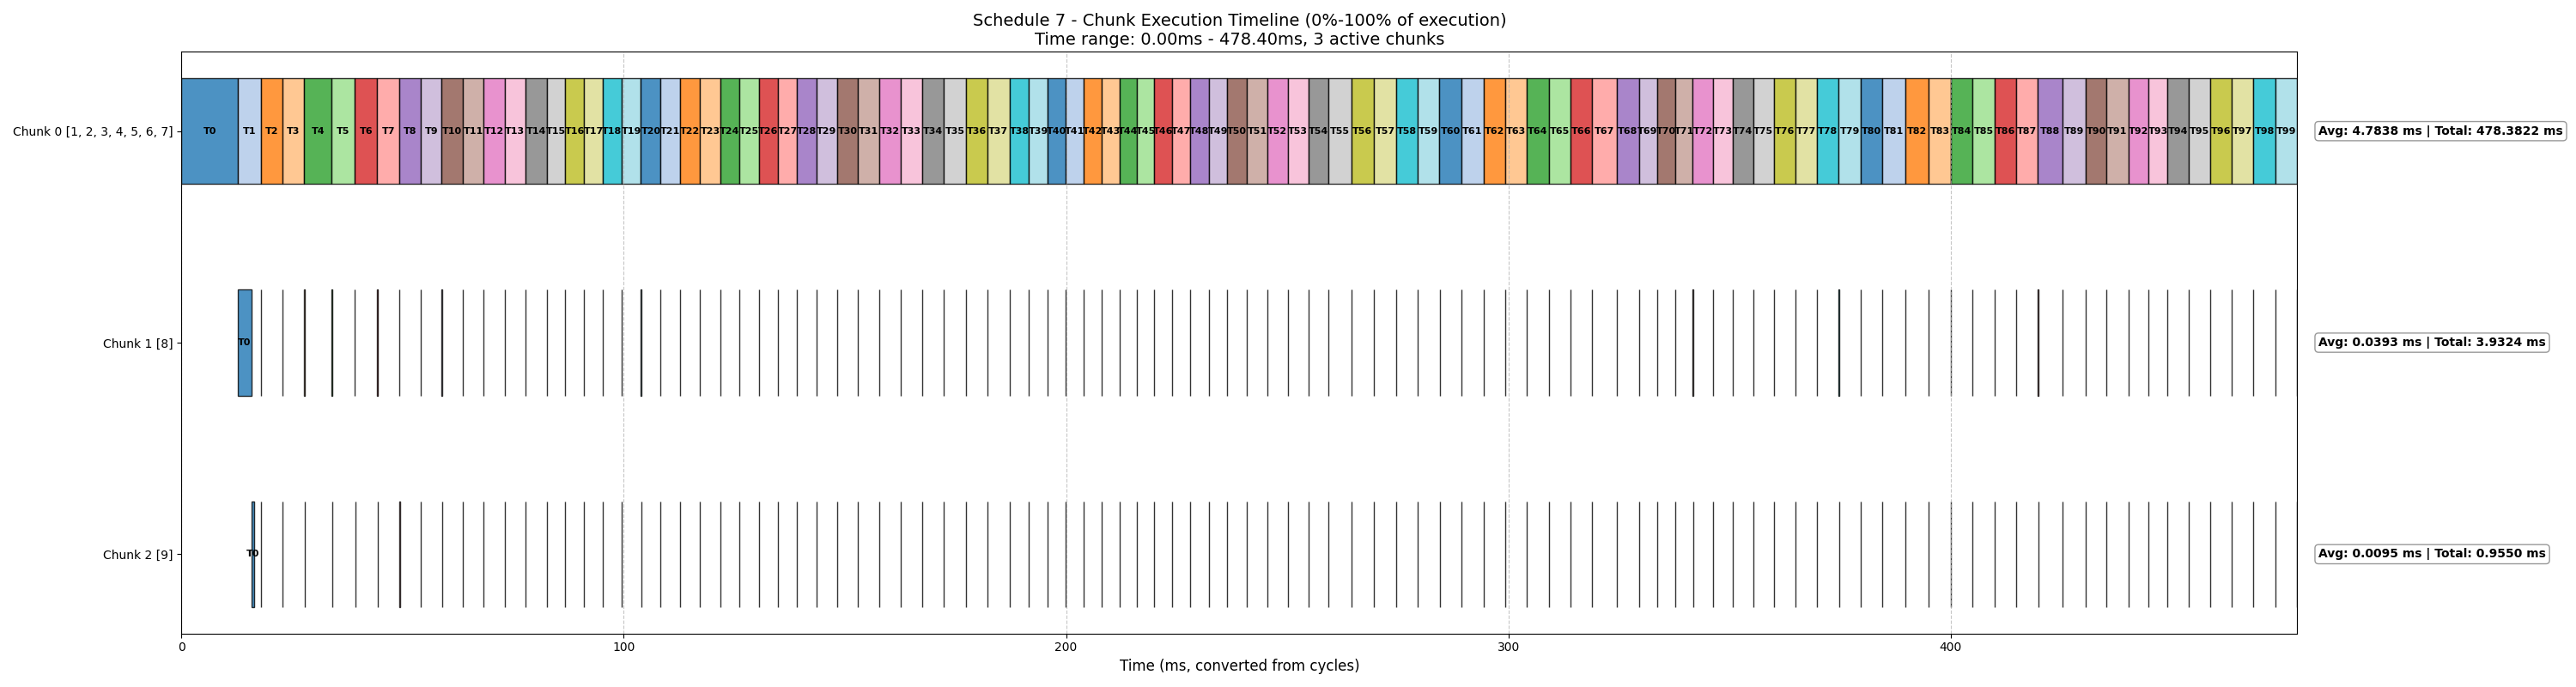 Schedule 7 - Chunk Execution Timeline (0%-100% of execution)
Time range: 0.00ms - 478.40ms, 3 active chunks
Chunk 0 [1, 2, 3, 4, 5, 6, 7]
T0 T1 T2 T3 T4 T5 T6 T7 T8 T9 T10 T11 T12 T13 T14 T15 T16 T17 T18 T19 T20 T21 T22 T23 T24 T25 T26 T27 T28 T29 T30 T31 T32 T33 T34 T35 T36 T37 T38 T39 T40 T41 T42 T43 T44 T45 T46 T47 T48 T49 T50 T51 T52 T53 T54 T55 T56 T57 T58 T59 T60 T61 T62 T63 T64 T65 T66 T67 T68 T69 T70 T71 T72 T73 T74 T75 T76 T77 T78 T79 T80 T81 T82 T83 T84 T85 T86 T87 T88 T89 T90 T91 T92 T93 T94 T95 T96 T97 T98 T99
Avg: 4.7838 ms | Total: 478.3822 ms
Chunk 1 [8]
T0
Avg: 0.0393 ms | Total: 3.9324 ms
Chunk 2 [9]
T0
Avg: 0.0095 ms | Total: 0.9550 ms
0 100 200 300 400
Time (ms, converted from cycles)